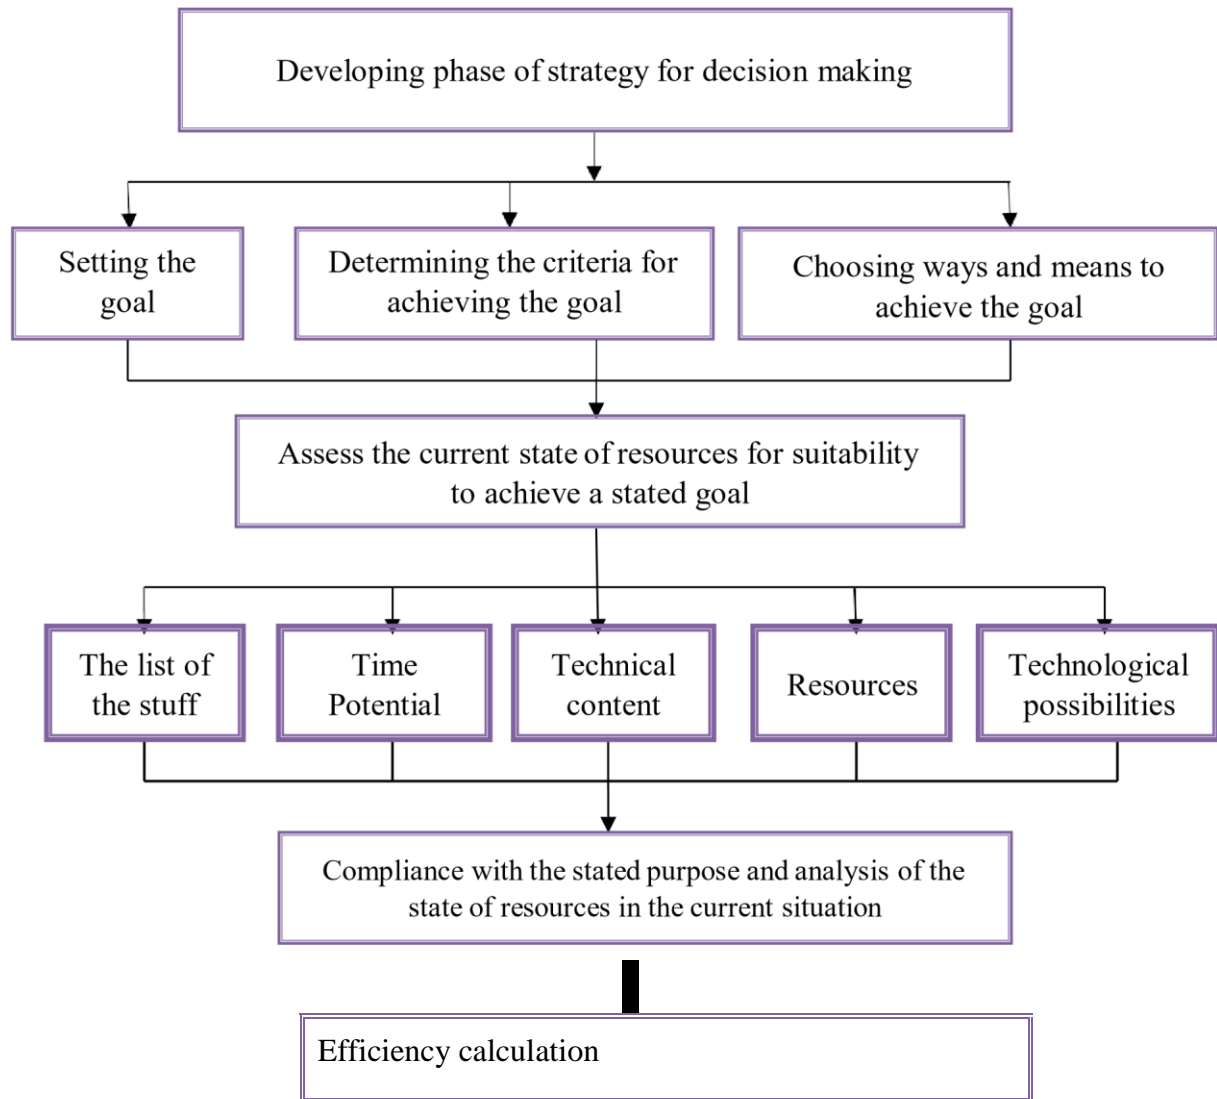 Developing phase of strategy for decision making
Setting the
goal
Determining the criteria for
achieving the goal
Choosing ways and means to
achieve the goal
Assess the current state of resources for suitability
to achieve a stated goal
The list of
the stuff
Time
Potential
Technical
content
Resources
Technological
possibilities
Compliance with the stated purpose and analysis of the
state of resources in the current situation
Efficiency calculation